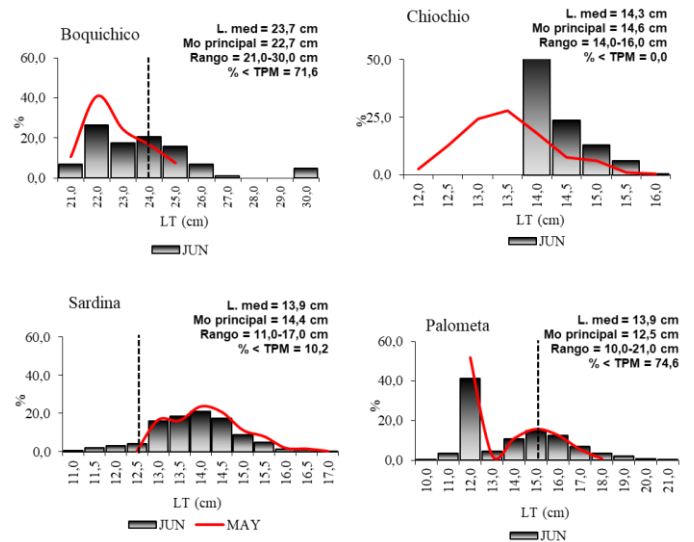 Boquichico
L. med = 23,7 cm
Mo principal = 22,7 cm
Rango = 21,0-30,0 cm
% < TPM = 71,6
60,0
40,0
20,0
0,0
%
21,0 22,0 23,0 24,0 25,0 26,0 27,0 28,0 29,0 30,0
LT (cm)
JUN
Chiochio
L. med = 14,3 cm
Mo principal = 14,6 cm
Rango = 14,0-16,0 cm
% < TPM = 0,0
50,0
25,0
0,0
%
12,0 12,5 13,0 13,5 14,0 14,5 15,0 15,5 16,0
LT (cm)
JUN
Sardina
L. med = 13,9 cm
Mo principal = 14,4 cm
Rango = 11,0-17,0 cm
% < TPM = 10,2
60,0
40,0
20,0
0,0
%
11,0 11,5 12,0 12,5 13,0 13,5 14,0 14,5 15,0 15,5 16,0 16,5 17,0
LT (cm)
JUN MAY
Palometa
L. med = 13,9 cm
Mo principal = 12,5 cm
Rango = 10,0-21,0 cm
% < TPM = 74,6
60,0
40,0
20,0
0,0
%
10,0 11,0 12,0 13,0 14,0 15,0 16,0 17,0 18,0 19,0 20,0 21,0
LT (cm)
JUN